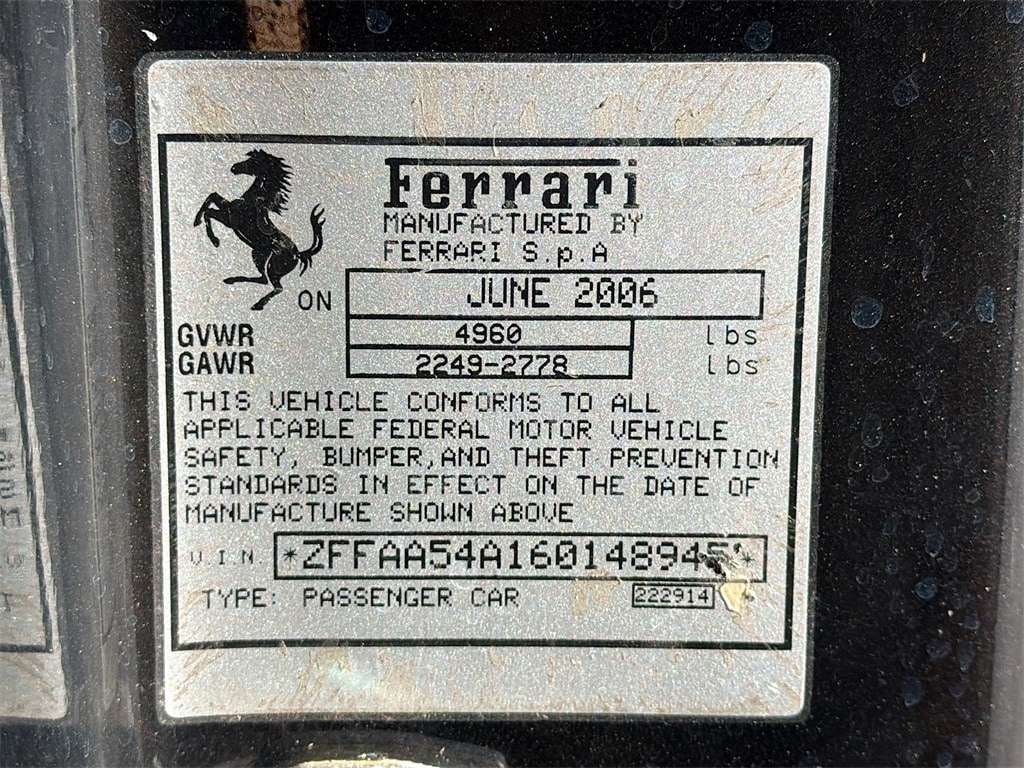 Ferrari
MANUFACTURED BY
FERRARI S.p.A
ON JUNE 2006
GVWR 4960 lbs
GAWR 2249-2778 lbs
THIS VEHICLE CONFORMS TO ALL
APPLICABLE FEDERAL MOTOR VEHICLE
SAFETY, BUMPER,AND THEFT PREVENTION
STANDARDS IN EFFECT ON THE DATE OF
MANUFACTURE SHOWN ABOVE
V.I.N. *ZFFAA54A160148945*
TYPE: PASSENGER CAR 222914